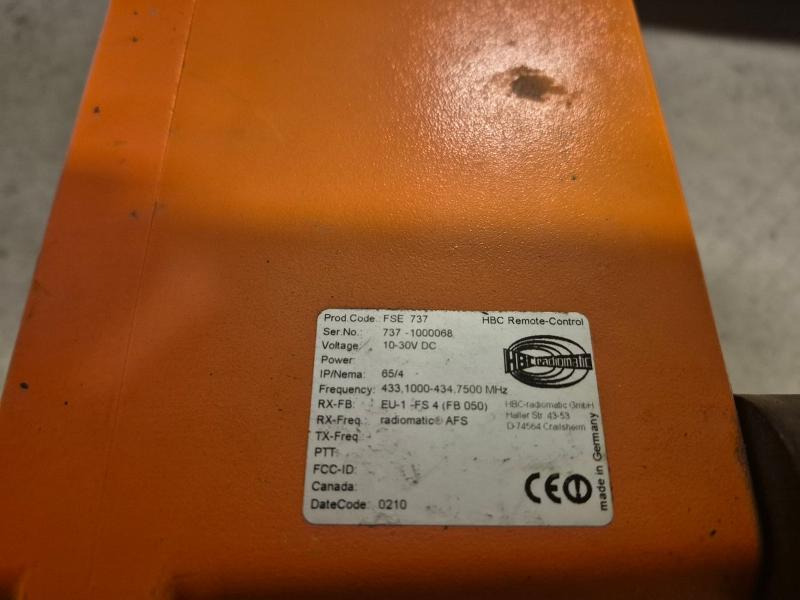 Prod.Code: FSE 737 HBC Remote-Control
Ser.No.: 737 -1000068
Voltage: 10-30V DC
HBC radiomatic
Power:
IP/Nema: 65/4
Frequency: 433,1000-434,7500 MHz
RX-FB: EU-1 -FS 4 (FB 050)
HBC-radiomatic GmbH
Haller Str. 43-53
D-74564 Crailsheim
RX-Freq.: radiomatic® AFS
TX-Freq.:
PTT:
FCC-ID:
Canada:
DateCode: 0210
CE
made in Germany